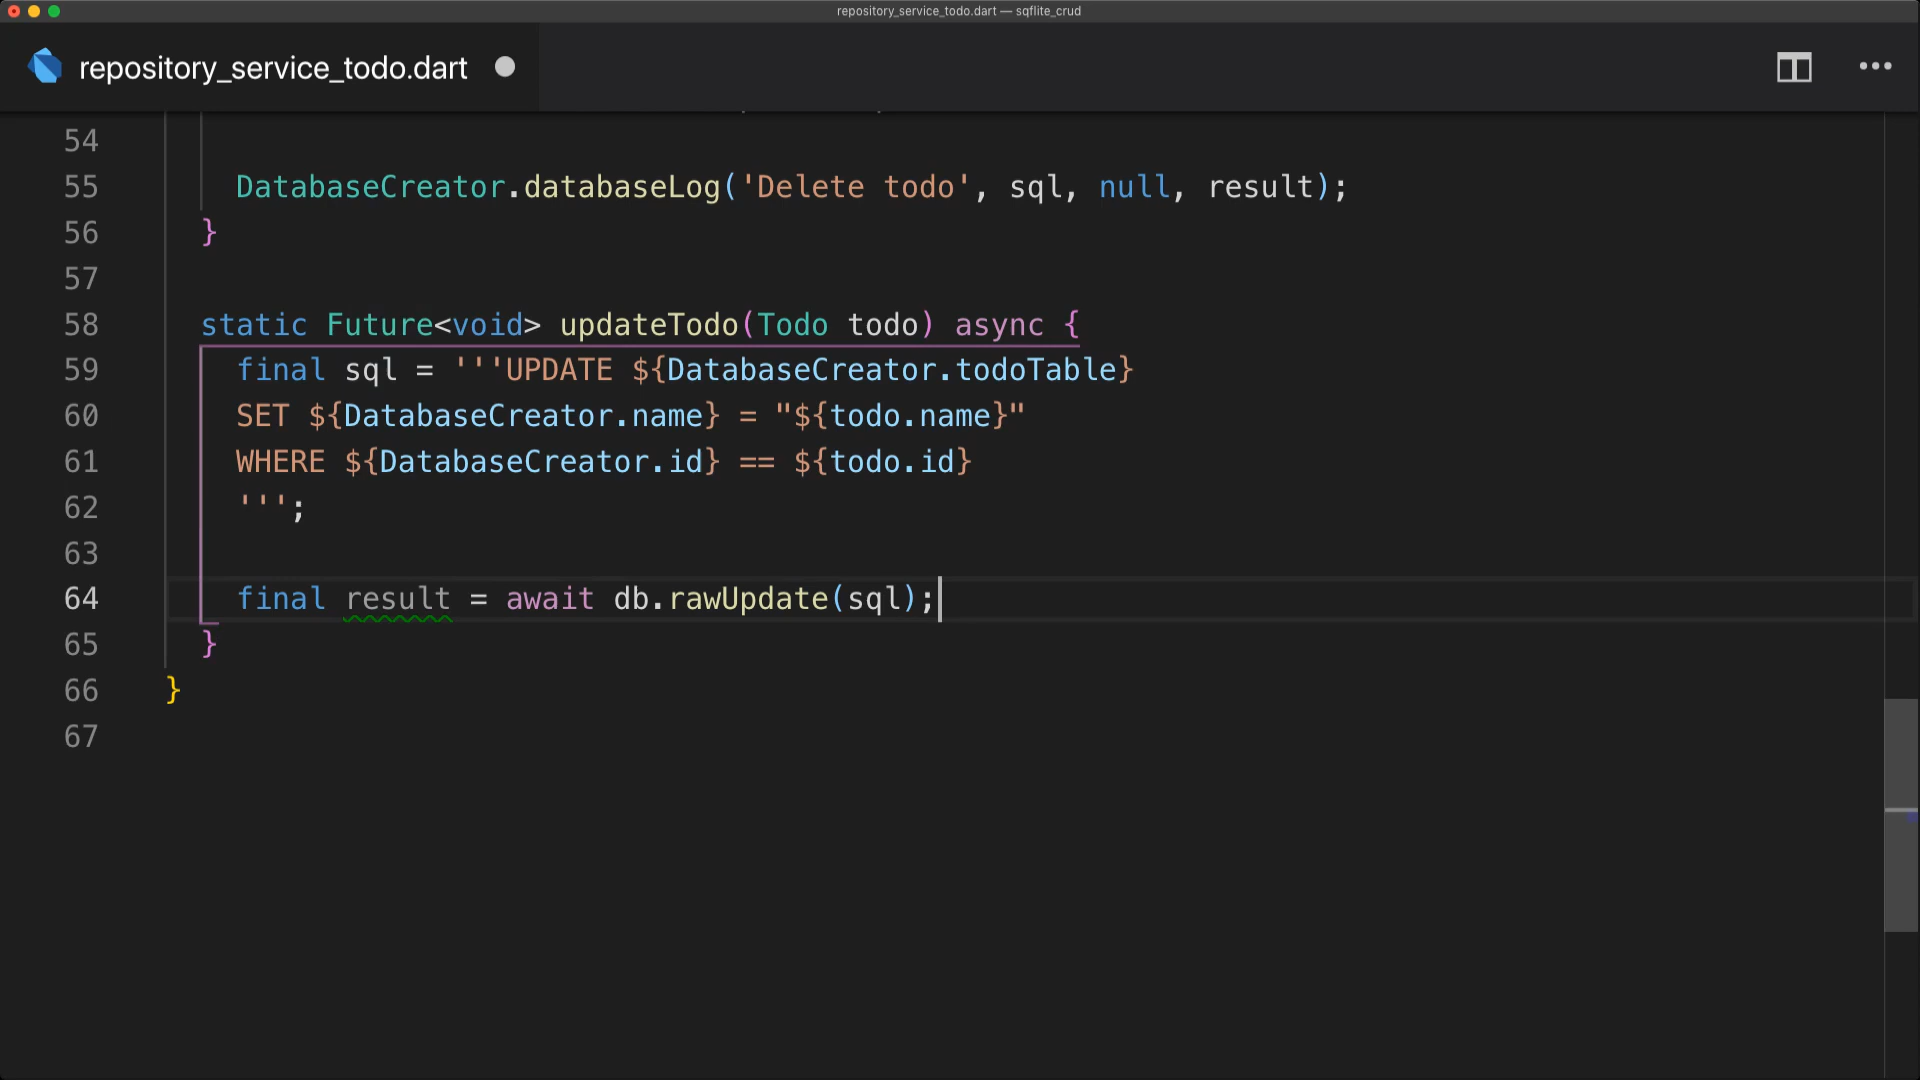 repository_service_todo.dart — sqflite_crud
repository_service_todo.dart
54
55 DatabaseCreator.databaseLog('Delete todo', sql, null, result);
56 }
57
58 static Future<void> updateTodo(Todo todo) async {
59 final sql = '''UPDATE ${DatabaseCreator.todoTable}
60 SET ${DatabaseCreator.name} = "${todo.name}"
61 WHERE ${DatabaseCreator.id} == ${todo.id}
62 ''';
63
64 final result = await db.rawUpdate(sql);
65 }
66 }
67